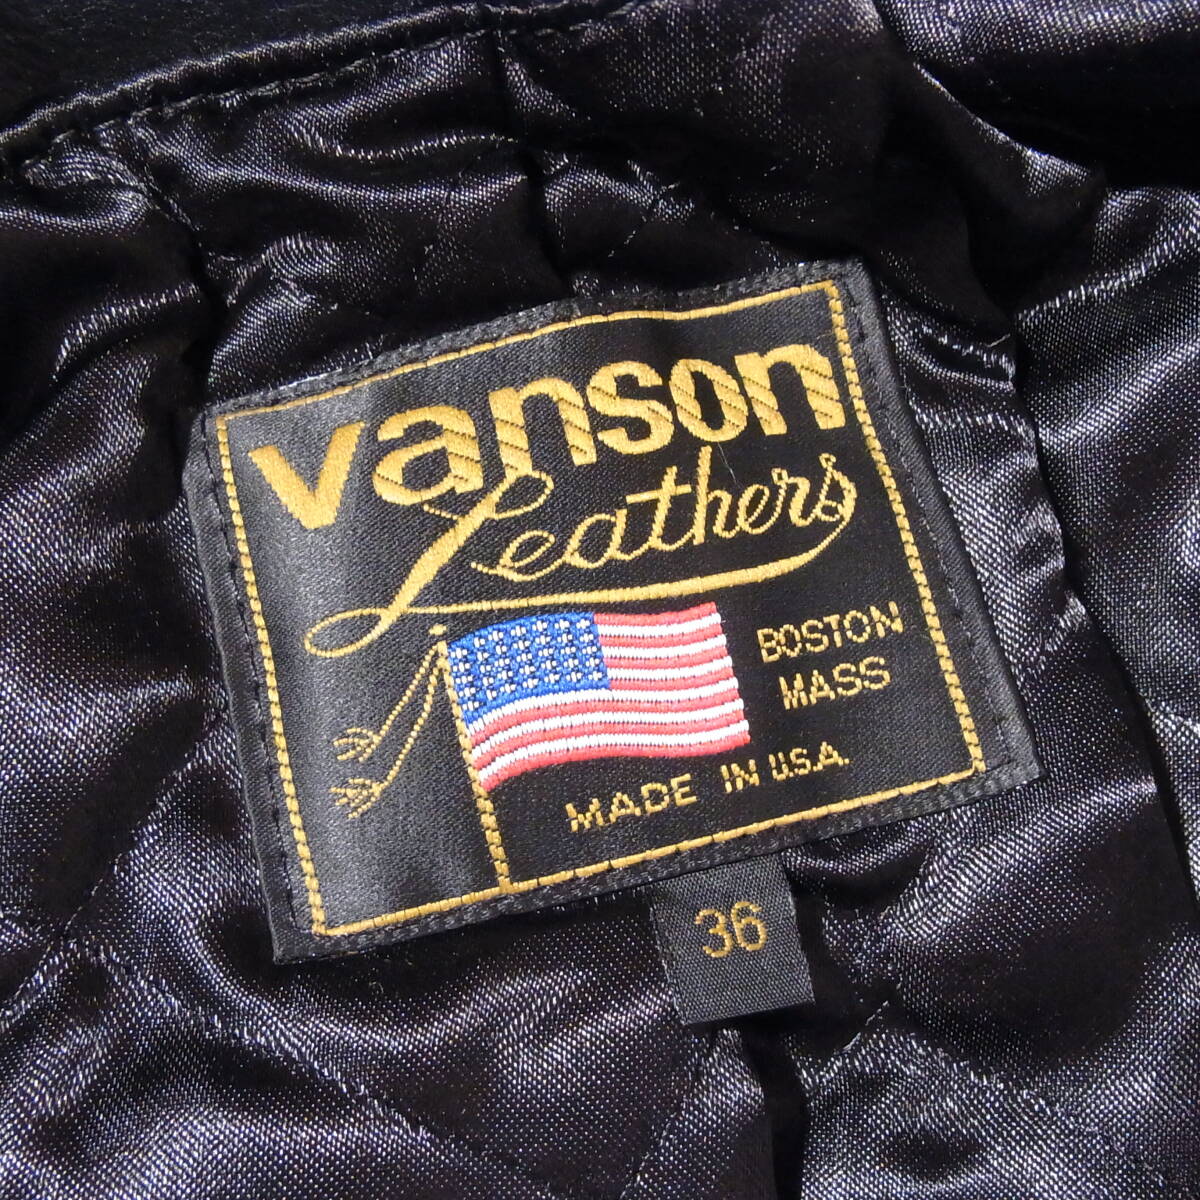 vanson
Leathers
BOSTON
MASS
MADE IN U.S.A.
36